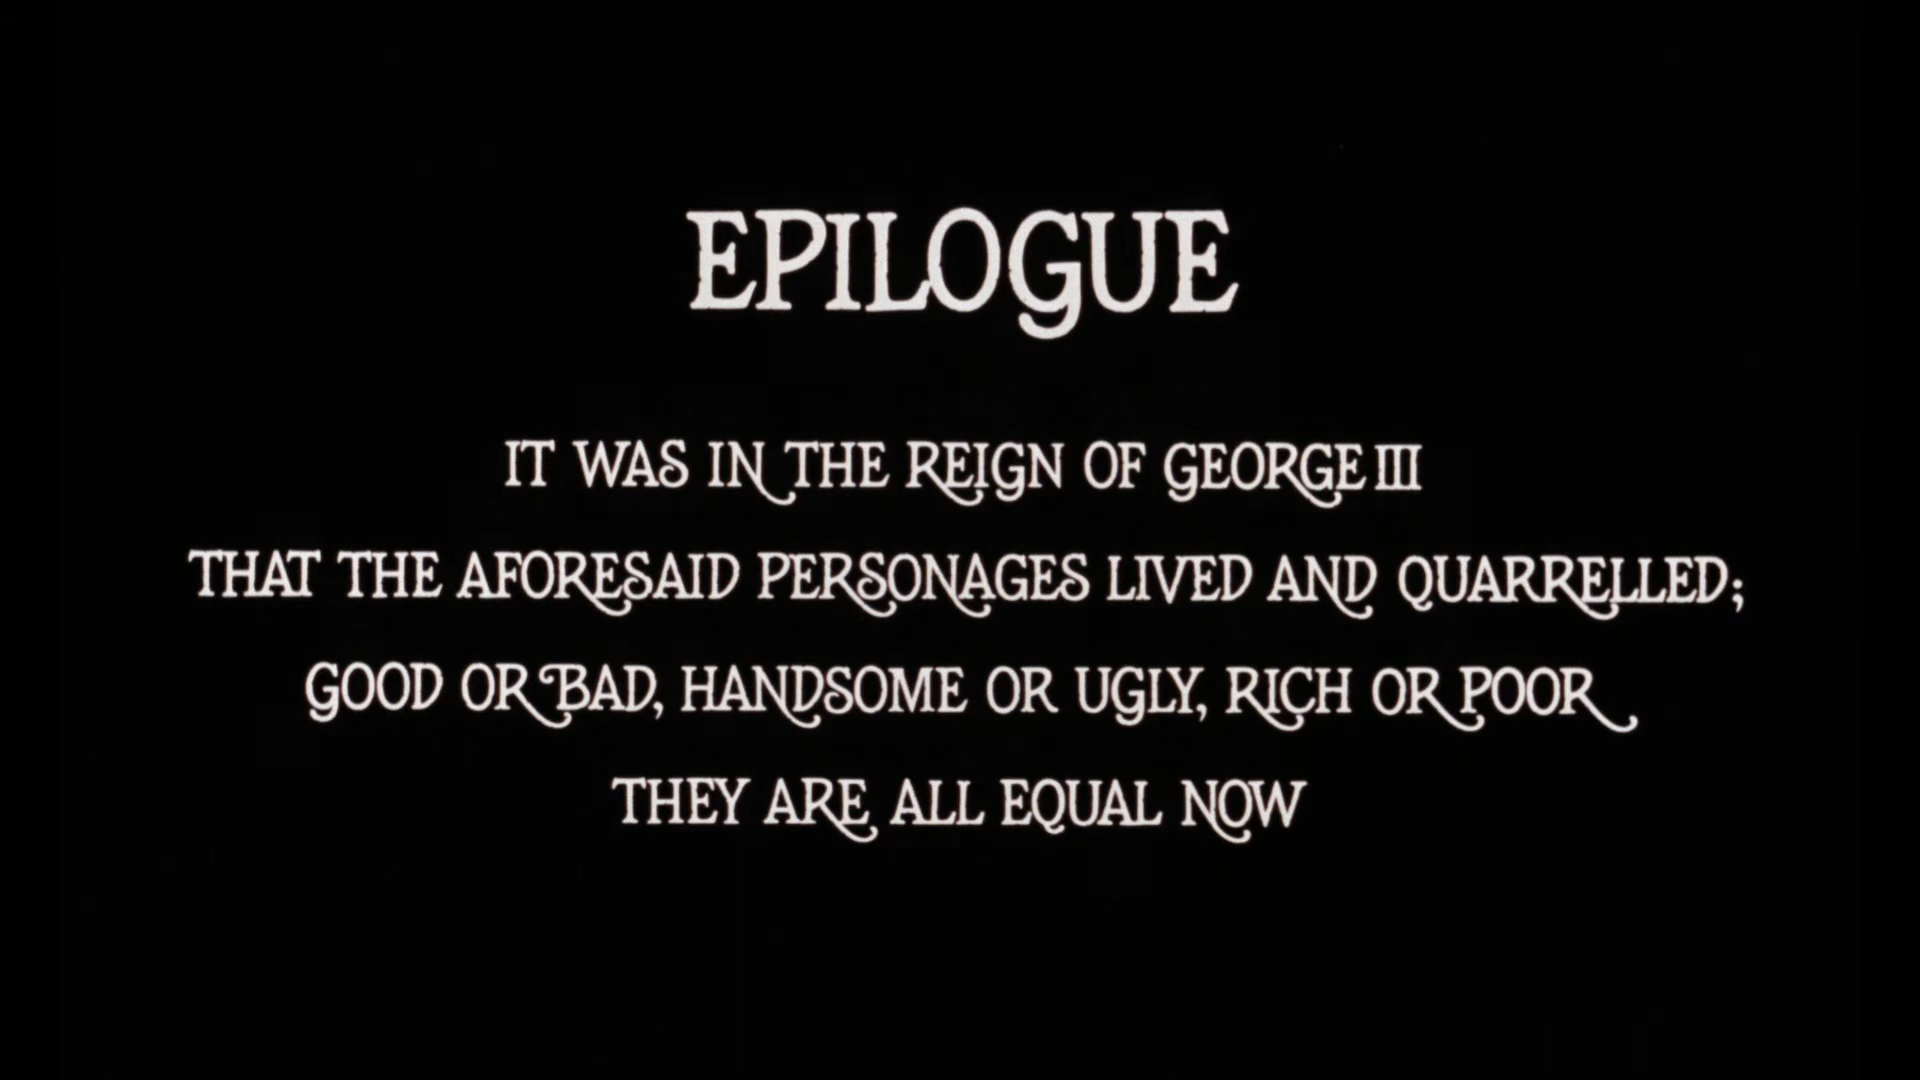 EPILOGUE
IT WAS IN THE REIGN OF GEORGE III
THAT THE AFORESAID PERSONAGES LIVED AND QUARRELLED;
GOOD OR BAD, HANDSOME OR UGLY, RICH OR POOR
THEY ARE ALL EQUAL NOW